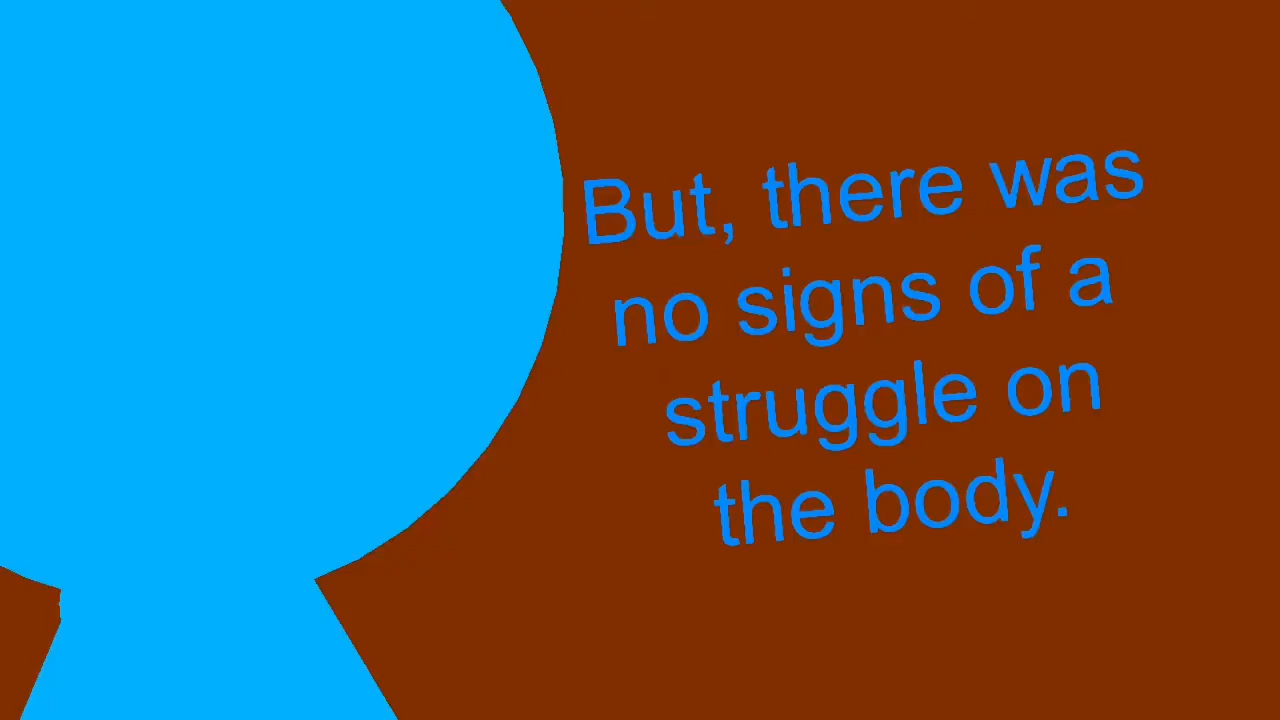 But, there was
no signs of a
struggle on
the body.